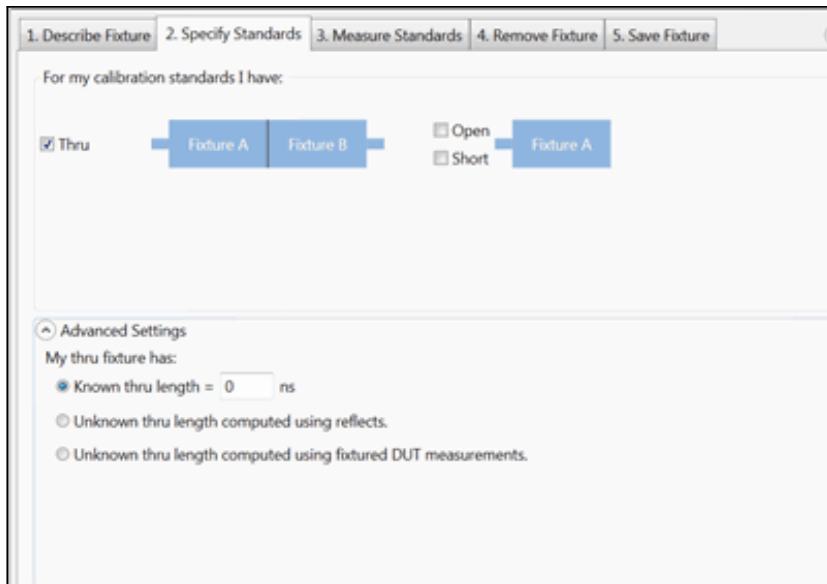 1. Describe Fixture 2. Specify Standards 3. Measure Standards 4. Remove Fixture 5. Save Fixture
For my calibration standards I have:
Thru Fixture A Fixture B Open Fixture A
Short
Advanced Settings
My thru fixture has:
Known thru length = 0 ns
Unknown thru length computed using reflects.
Unknown thru length computed using fixtured DUT measurements.